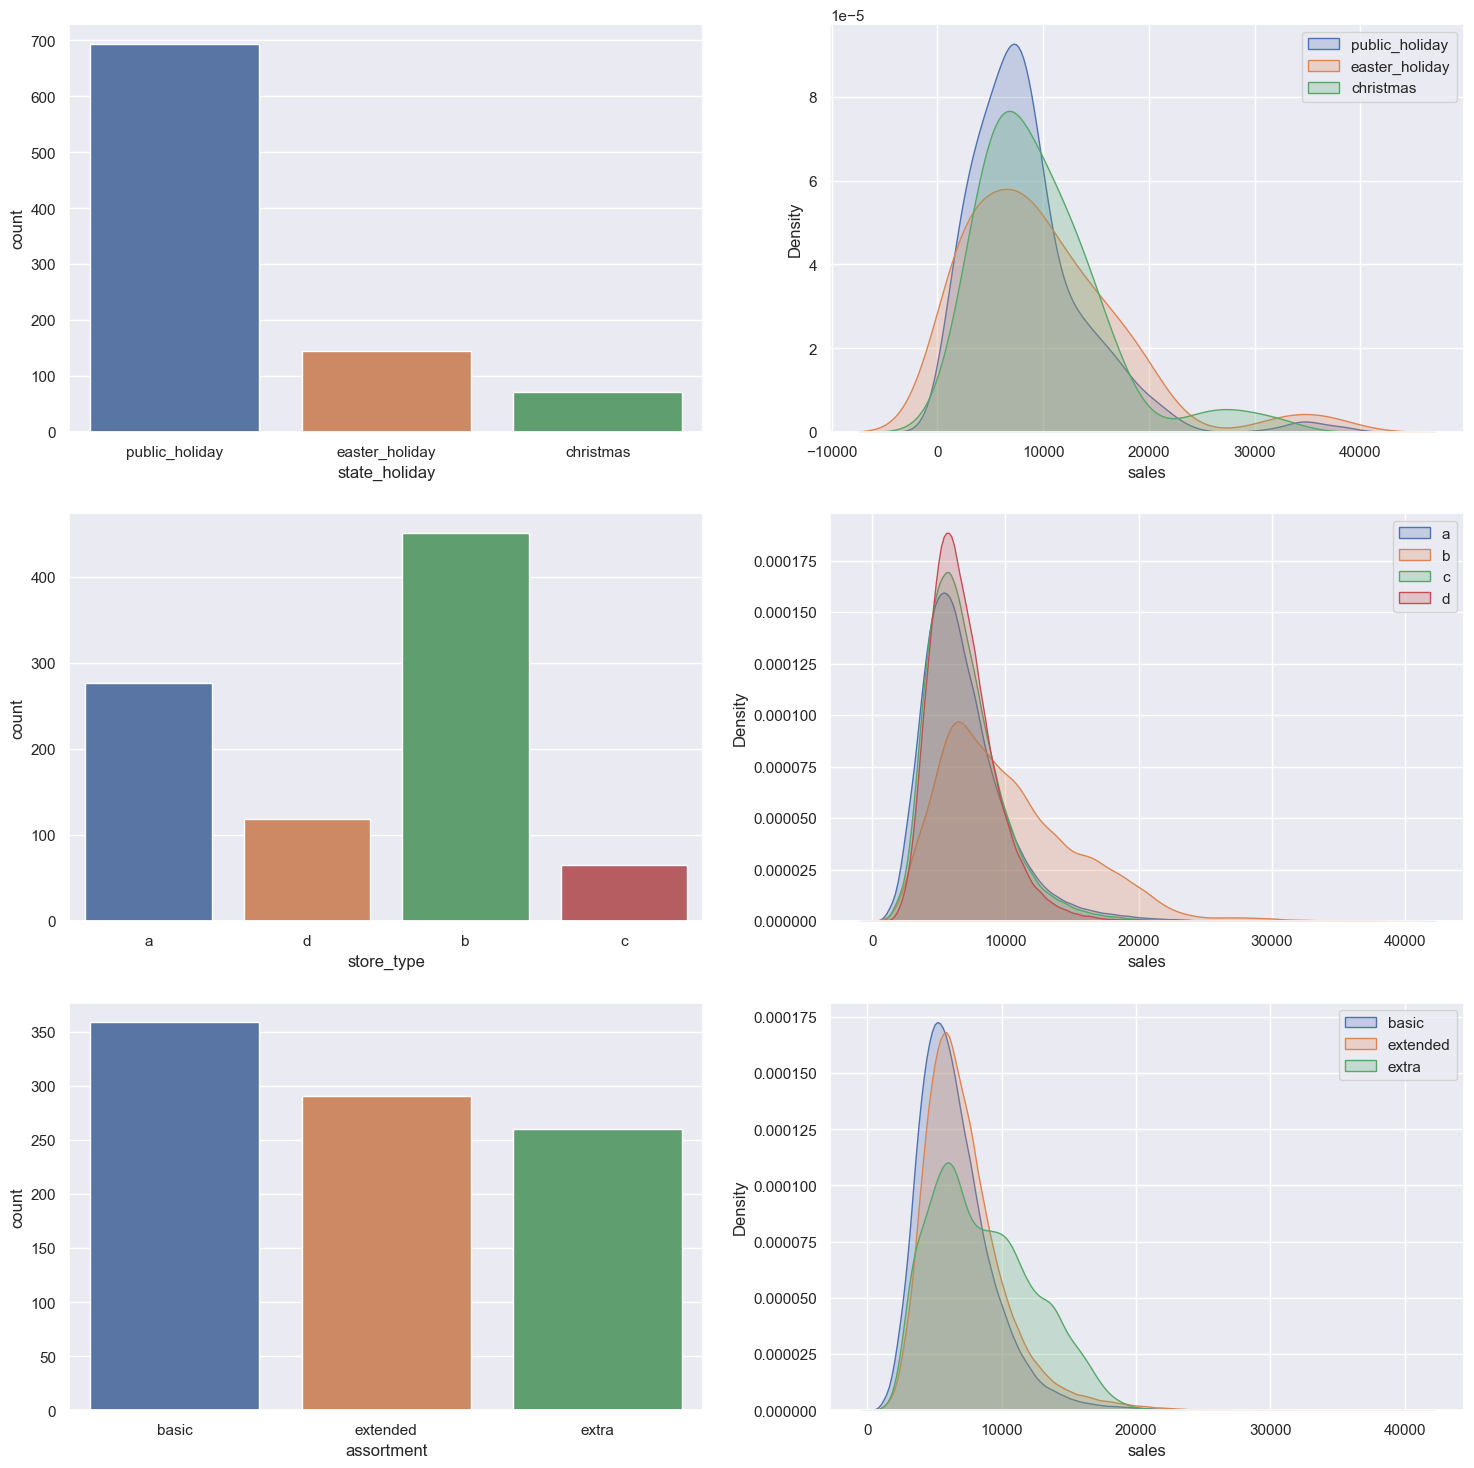 700
600
500
400
300
200
100
0
count
public_holiday easter_holiday christmas
state_holiday
1e−5
8
6
4
2
0
Density
−10000 0 10000 20000 30000 40000
sales
public_holiday
easter_holiday
christmas
400
300
200
100
0
count
a d b c
store_type
0.000175
0.000150
0.000125
0.000100
0.000075
0.000050
0.000025
0.000000
Density
0 10000 20000 30000 40000
sales
a
b
c
d
350
300
250
200
150
100
50
0
count
basic extended extra
assortment
0.000175
0.000150
0.000125
0.000100
0.000075
0.000050
0.000025
0.000000
Density
0 10000 20000 30000 40000
sales
basic
extended
extra